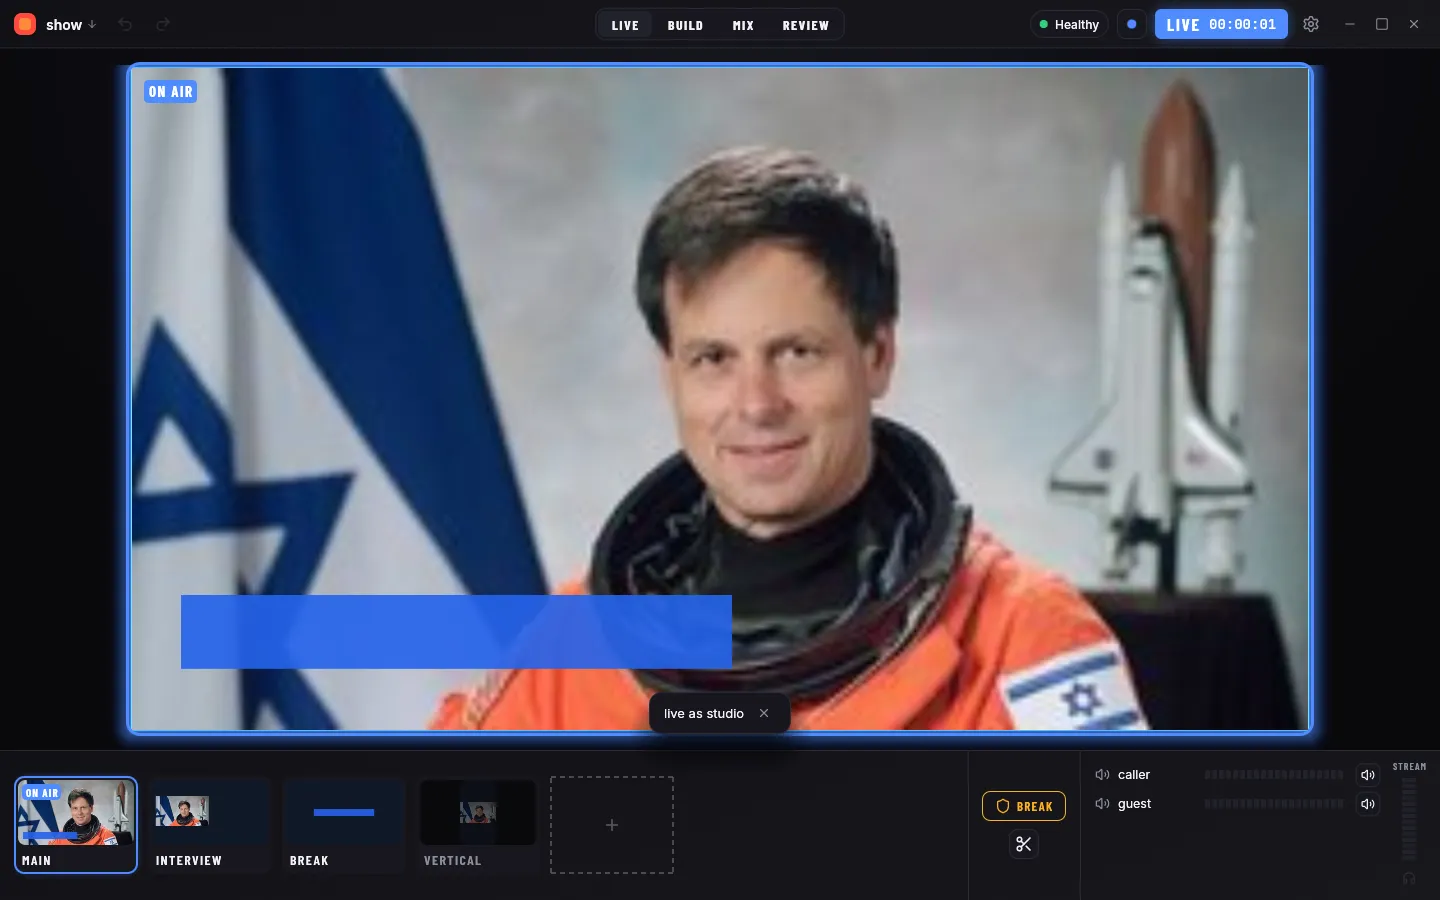 show
LIVE
BUILD
MIX
REVIEW
Healthy
LIVE 00:00:01
ON AIR
live as studio
ON AIR
MAIN
INTERVIEW
BREAK
VERTICAL
BREAK
caller
guest
STREAM